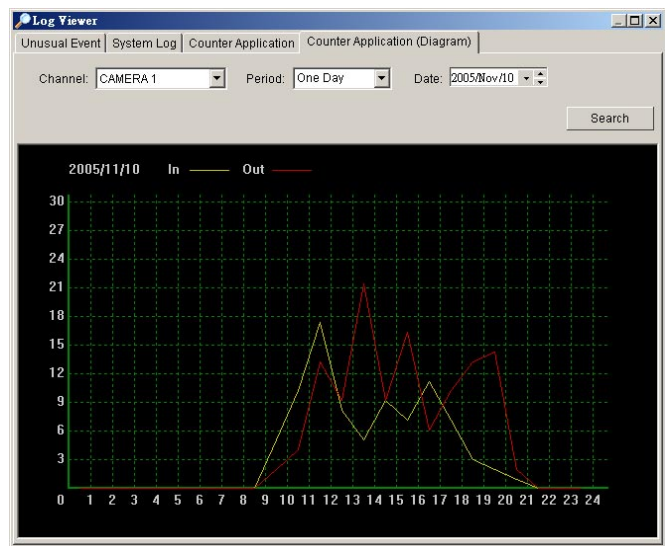 Log Viewer
Unusual Event System Log Counter Application Counter Application (Diagram)
Channel: CAMERA 1 Period: One Day Date: 2005/Nov/10
Search
2005/11/10 In Out
30
27
24
21
18
15
12
9
6
3
0 1 2 3 4 5 6 7 8 9 10 11 12 13 14 15 16 17 18 19 20 21 22 23 24